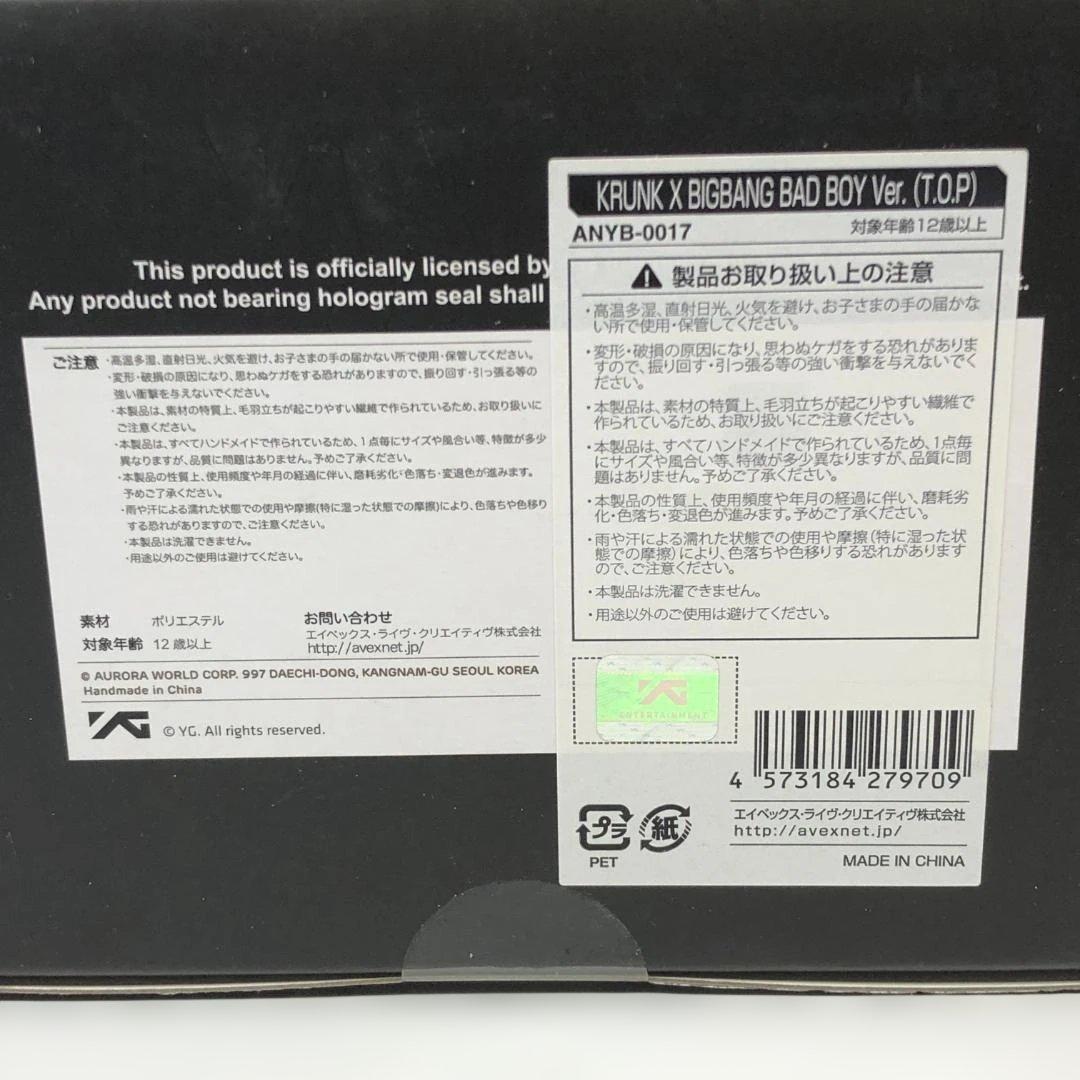 This product is officially licensed by
Any product not bearing hologram seal shall
ご注意
・高温多湿、直射日光、火気を避け、お子さまの手の届かない所で使用・保管してください。
・変形・破損の原因になり、思わぬケガをする恐れがありますので、振り回す・引っ張る等の
強い衝撃を与えないでください。
・本製品は、素材の特質上、毛羽立ちが起こりやすい繊維で作られているため、お取り扱いに
ご注意ください。
・本製品は、すべてハンドメイドで作られているため、1点毎にサイズや風合い等、特徴が多少
異なりますが、品質に問題はありません。予めご了承ください。
・本製品の性質上、使用頻度や年月の経過に伴い、磨耗劣化・色落ち・変退色が進みます。
予めご了承ください。
・雨や汗による濡れた状態での使用や摩擦(特に湿った状態での摩擦)により、色落ちや色移り
する恐れがありますので、ご注意ください。
・本製品は洗濯できません。
・用途以外のご使用は避けてください。
素材 ポリエステル
対象年齢 12歳以上
お問い合わせ
エイベックス・ライヴ・クリエイティヴ株式会社
http://avexnet.jp/
© AURORA WORLD CORP. 997 DAECHI-DONG, KANGNAM-GU SEOUL KOREA
Handmade in China
YG © YG. All rights reserved.
KRUNK X BIGBANG BAD BOY Ver. (T.O.P)
ANYB-0017 対象年齢12歳以上
製品お取り扱い上の注意
・高温多湿、直射日光、火気を避け、お子さまの手の届かな
い所で使用・保管してください。
・変形・破損の原因になり、思わぬケガをする恐れがありま
すので、振り回す・引っ張る等の強い衝撃を与えないでく
ださい。
・本製品は、素材の特質上、毛羽立ちが起こりやすい繊維で
作られているため、お取り扱いにご注意ください。
・本製品は、すべてハンドメイドで作られているため、1点毎
にサイズや風合い等、特徴が多少異なりますが、品質に問
題はありません。予めご了承ください。
・本製品の性質上、使用頻度や年月の経過に伴い、磨耗劣
化・色落ち・変退色が進みます。予めご了承ください。
・雨や汗による濡れた状態での使用や摩擦(特に湿った状
態での摩擦)により、色落ちや色移りする恐れがあります
ので、ご注意ください。
・本製品は洗濯できません。
・用途以外のご使用は避けてください。
YG
ENTERTAINMENT
4 573184 279709
プラ 紙
PET
エイベックス・ライヴ・クリエイティヴ株式会社
http://avexnet.jp/
MADE IN CHINA